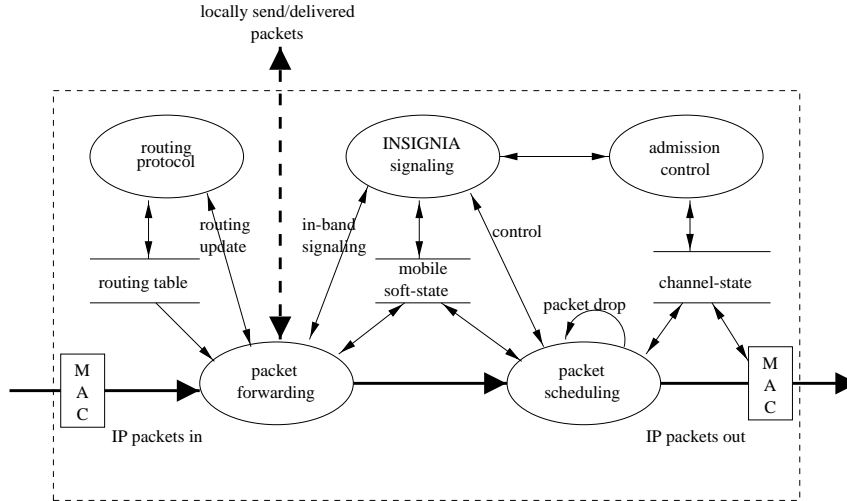 locally send/delivered
packets
routing
protocol
INSIGNIA
signaling
admission
control
routing
update
in-band
signaling
control
routing table
mobile
soft-state
channel-state
packet drop
M
A
C
packet
forwarding
packet
scheduling
M
A
C
IP packets in
IP packets out